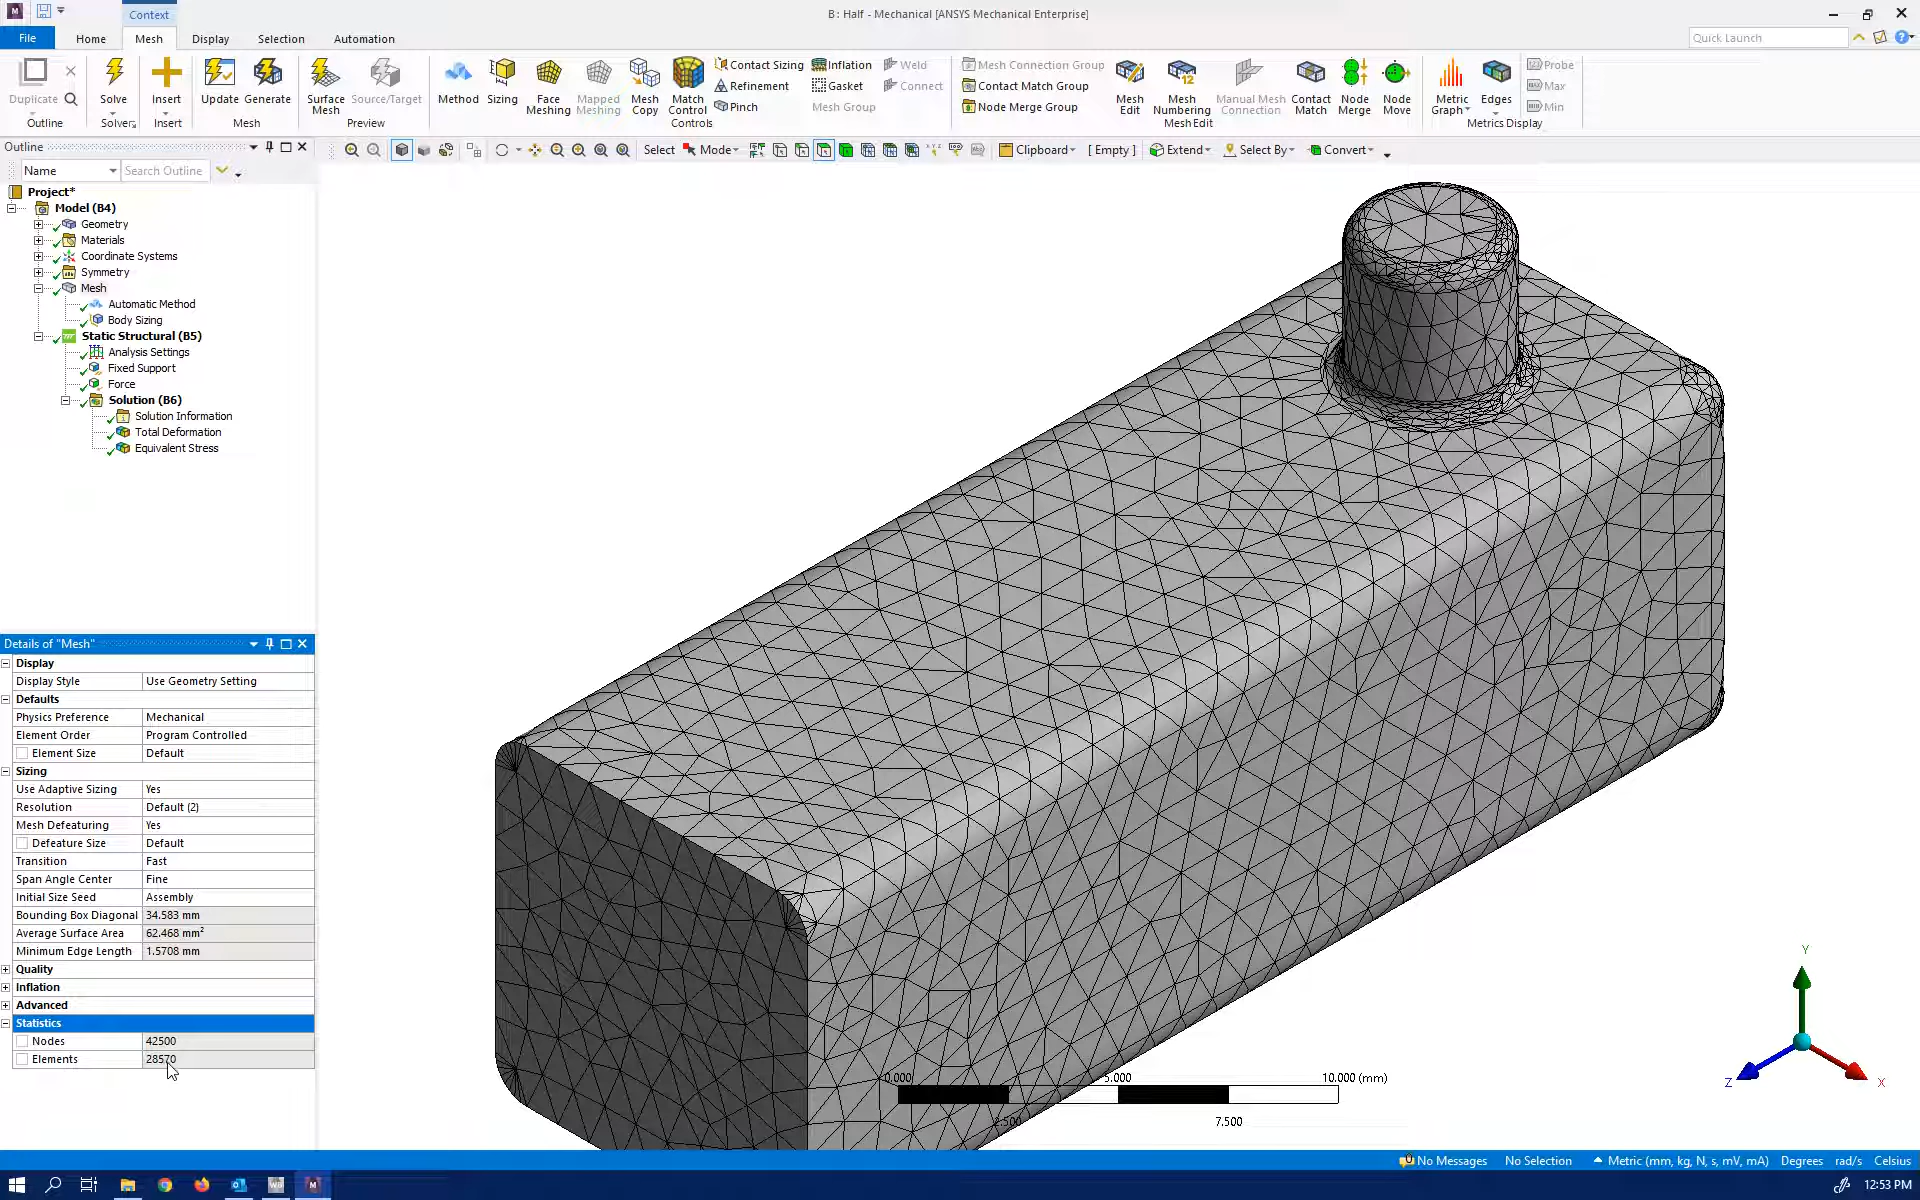 Context
B: Half - Mechanical [ANSYS Mechanical Enterprise]
File Home Mesh Display Selection Automation
Quick Launch
Duplicate
Outline
Solve
Solver
Insert
Insert
Update Generate
Mesh
Surface Mesh Source/Target
Preview
Method Sizing Face Meshing Mapped Meshing Mesh Copy Match Control
Contact Sizing
Refinement
Pinch
Inflation
Gasket
Mesh Group
Weld
Connect
Controls
Mesh Connection Group
Contact Match Group
Node Merge Group
Mesh Edit Mesh Numbering Manual Mesh Connection Contact Match Node Merge Node Move
Mesh Edit
Metric Graph Edges
Probe
Max
Min
Metrics Display
Outline
Select Mode Clipboard [ Empty ] Extend Select By Convert
Name Search Outline
Project*
Model (B4)
Geometry
Materials
Coordinate Systems
Symmetry
Mesh
Automatic Method
Body Sizing
Static Structural (B5)
Analysis Settings
Fixed Support
Force
Solution (B6)
Solution Information
Total Deformation
Equivalent Stress
Details of "Mesh"
Display
Display Style Use Geometry Setting
Defaults
Physics Preference Mechanical
Element Order Program Controlled
Element Size Default
Sizing
Use Adaptive Sizing Yes
Resolution Default (2)
Mesh Defeaturing Yes
Defeature Size Default
Transition Fast
Span Angle Center Fine
Initial Size Seed Assembly
Bounding Box Diagonal 34.583 mm
Average Surface Area 62.468 mm²
Minimum Edge Length 1.5708 mm
Quality
Inflation
Advanced
Statistics
Nodes 42500
Elements 28570
0.000 5.000 10.000 (mm)
2.500 7.500
Y
Z X
No Messages No Selection Metric (mm, kg, N, s, mV, mA) Degrees rad/s Celsius
12:53 PM